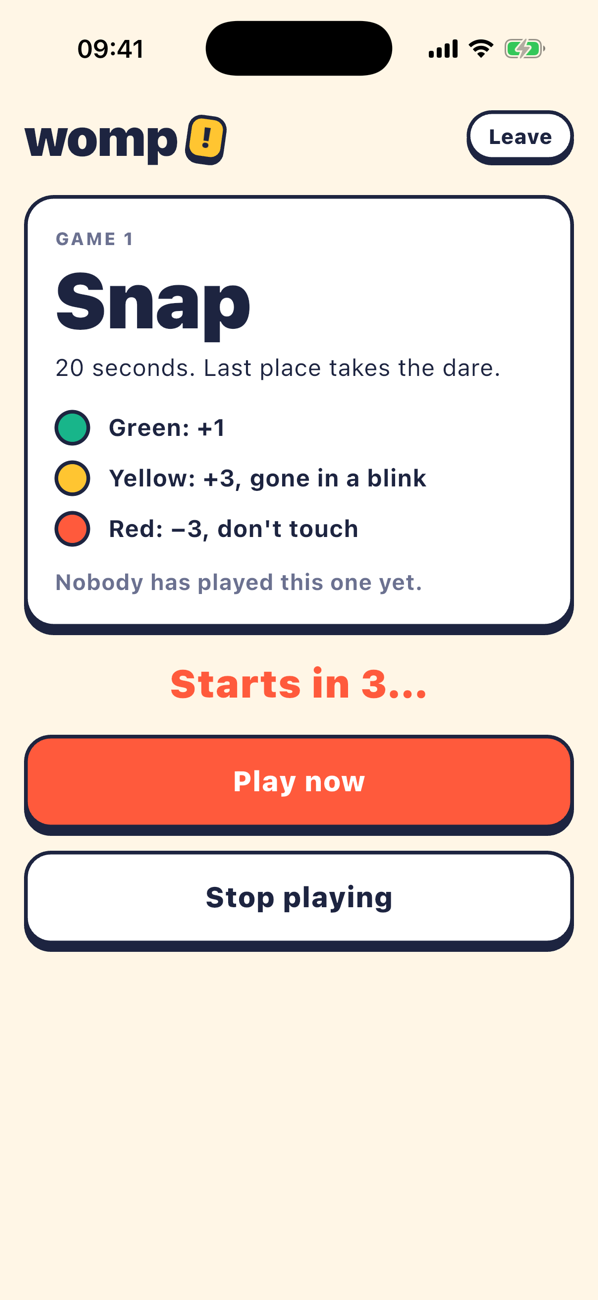 09:41
womp!
Leave
GAME 1
Snap
20 seconds. Last place takes the dare.
Green: +1
Yellow: +3, gone in a blink
Red: −3, don't touch
Nobody has played this one yet.
Starts in 3...
Play now
Stop playing